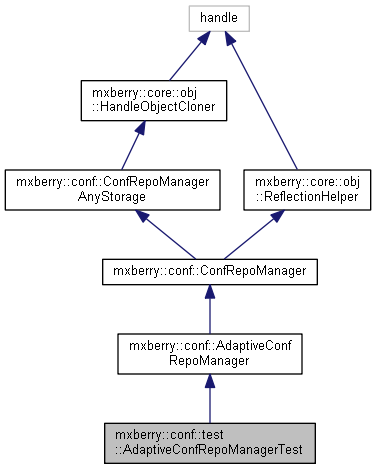 handle
mxberry::core::obj
::HandleObjectCloner
mxberry::conf::ConfRepoManager
AnyStorage
mxberry::core::obj
::ReflectionHelper
mxberry::conf::ConfRepoManager
mxberry::conf::AdaptiveConf
RepoManager
mxberry::conf::test
::AdaptiveConfRepoManagerTest